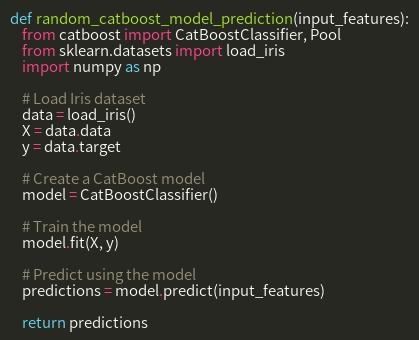 def random_catboost_model_prediction(input_features):
from catboost import CatBoostClassifier, Pool
from sklearn.datasets import load_iris
import numpy as np
# Load Iris dataset
data = load_iris()
X = data.data
y = data.target
# Create a CatBoost model
model = CatBoostClassifier()
# Train the model
model.fit(X, y)
# Predict using the model
predictions = model.predict(input_features)
return predictions